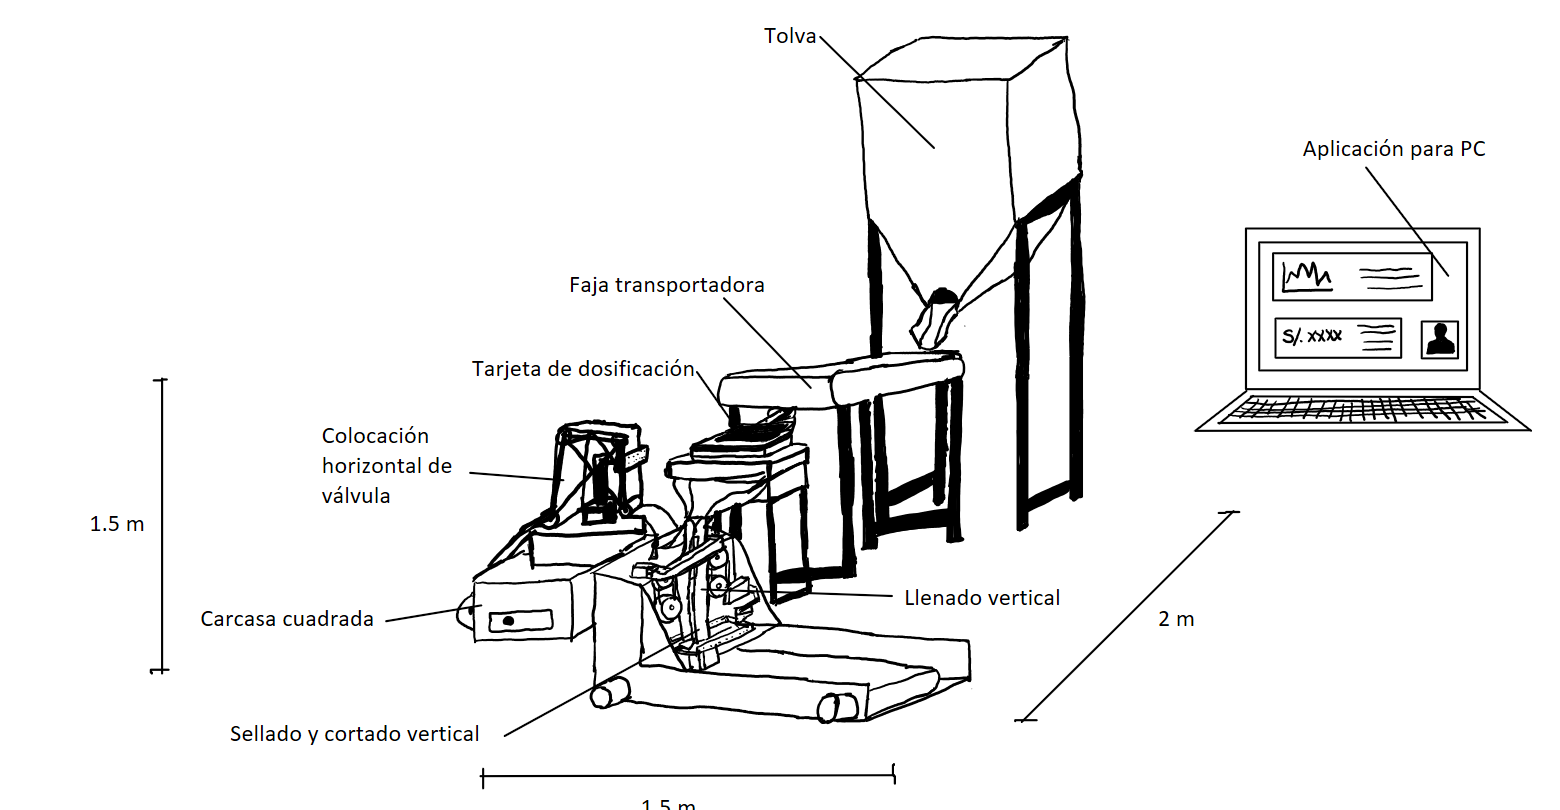 Tolva
Aplicación para PC
Faja transportadora
S/. xxxx
Tarjeta de dosificación
Colocación
horizontal de
válvula
1.5 m
Llenado vertical
Carcasa cuadrada
2 m
Sellado y cortado vertical
1.5 m